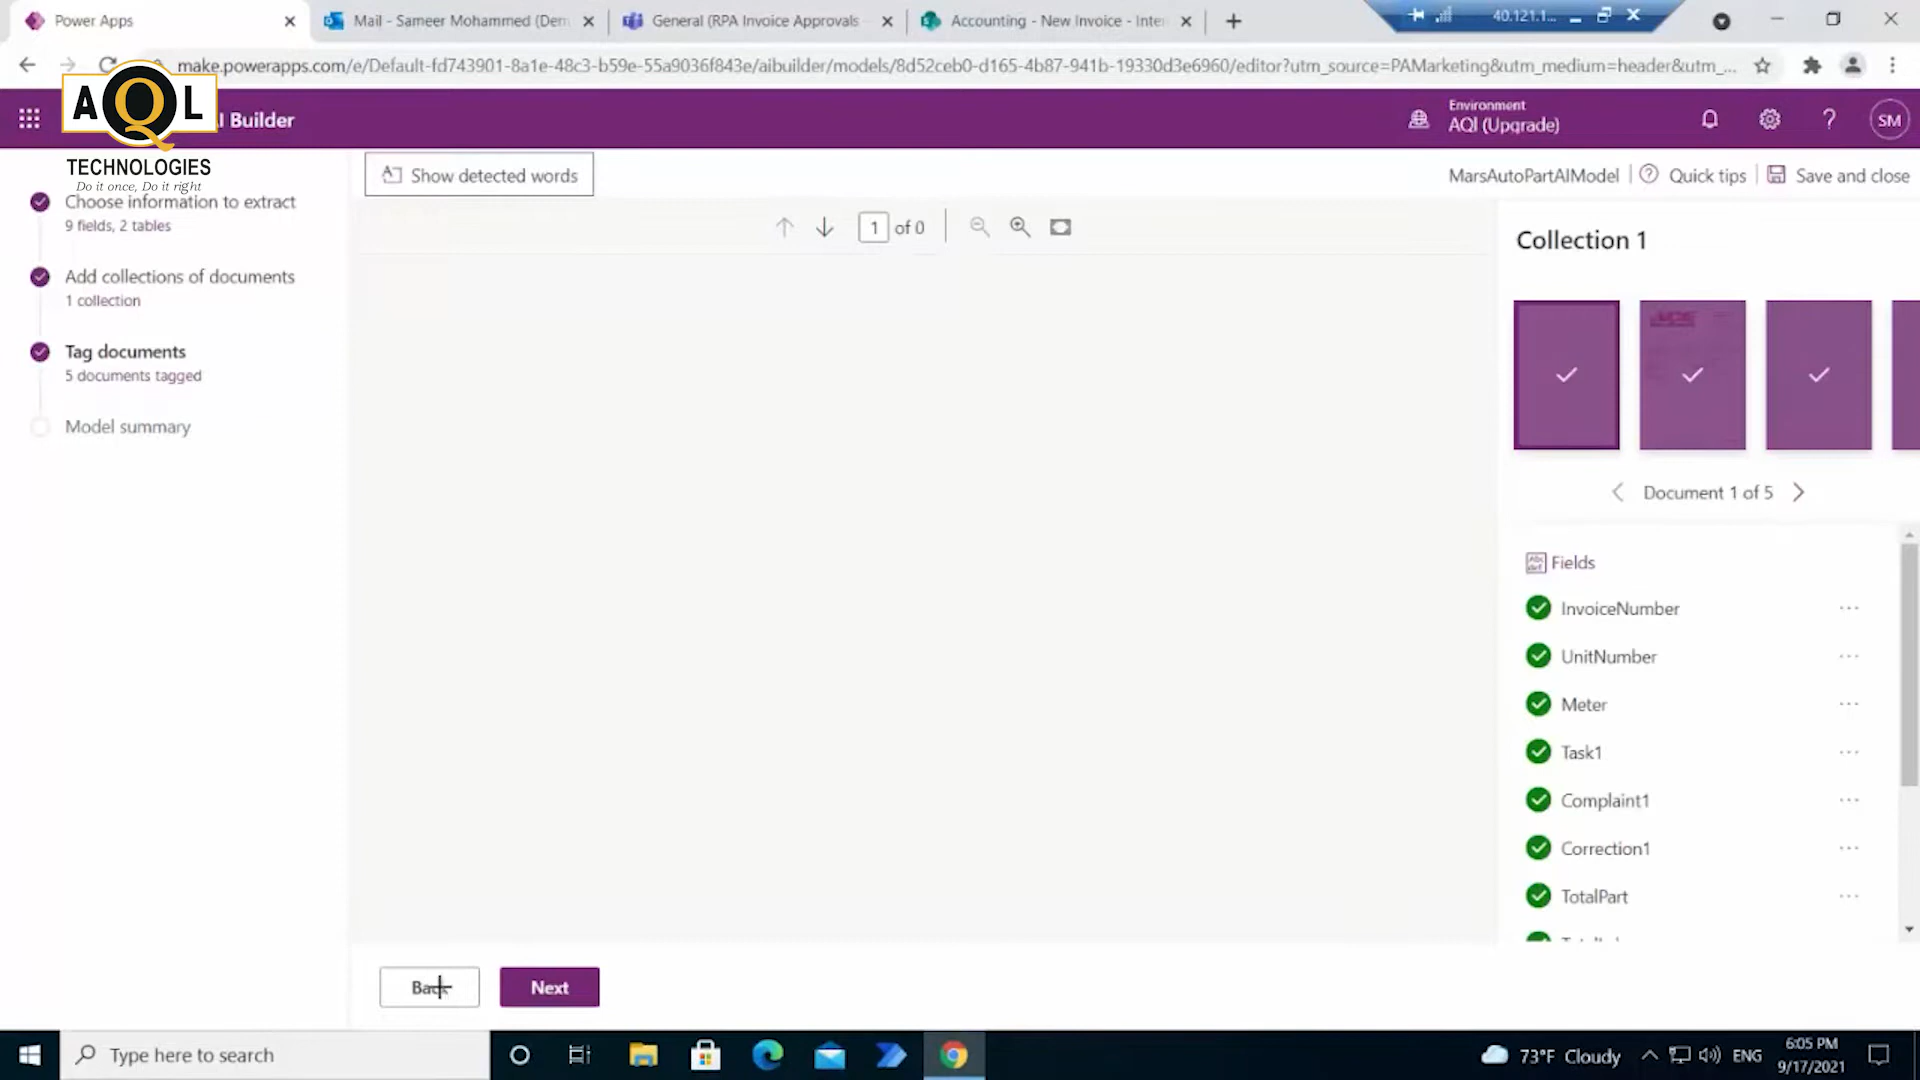 Power Apps
Mail - Sameer Mohammed (Dem
General (RPA Invoice Approvals
Accounting - New Invoice - Inte
40.121.1...
make.powerapps.com/e/Default-fd743901-8a1e-48c3-b59e-55a9036f843e/aibuilder/models/8d52ceb0-d165-4b87-941b-19330d3e6960/editor?utm_source=PAMarketing&utm_medium=header&utm_...
AQL
TECHNOLOGIES
Do it once, Do it right
I Builder
Environment
AQl (Upgrade)
SM
Choose information to extract
9 fields, 2 tables
Add collections of documents
1 collection
Tag documents
5 documents tagged
Model summary
Show detected words
MarsAutoPartAIModel
Quick tips
Save and close
1 of 0
Collection 1
Document 1 of 5
Fields
InvoiceNumber
UnitNumber
Meter
Task1
Complaint1
Correction1
TotalPart
Back
Next
Type here to search
73°F Cloudy
ENG
6:05 PM
9/17/2021